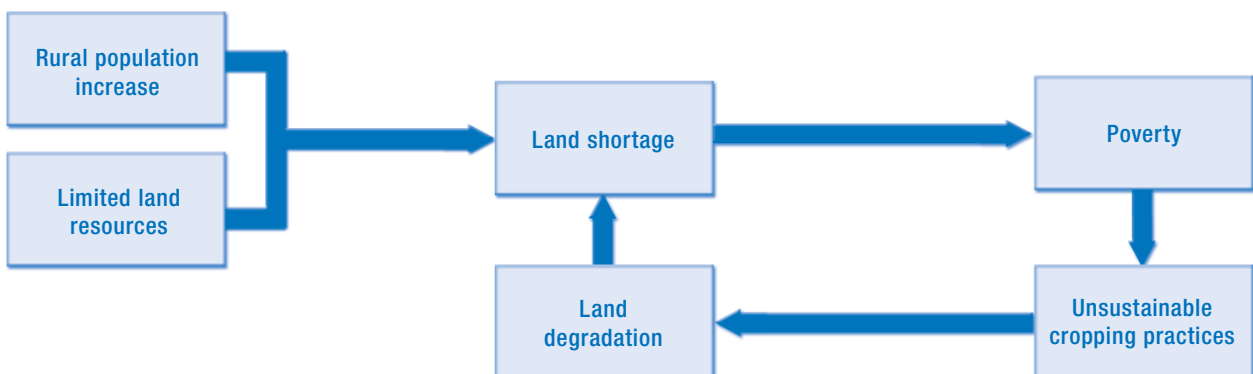 Rural population
increase
Limited land
resources
Land shortage
Poverty
Land
degradation
Unsustainable
cropping practices